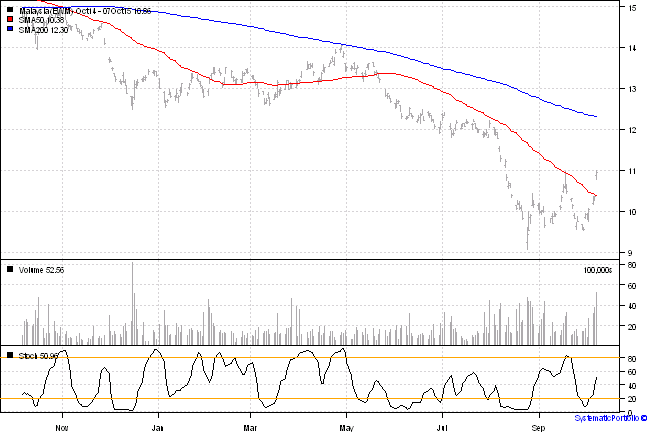 Malaysia(EWM) Oct14 - 07Oct15 10.86
SMA50 10.38
SMA200 12.30
15
14
13
12
11
10
9
Volume 52.56
100,000s
80
60
40
20
Stoch 50.96
80
60
40
20
0
Nov Jan Mar May Jul Sep
SystematicPortfolio ©